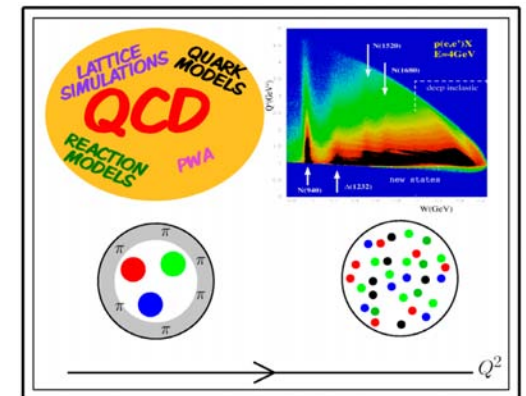 LATTICE
SIMULATIONS
QUARK
MODELS
QCD
REACTION
MODELS
PWA
N(1520)
N(1680)
p(e,e')X
E=4GeV
deep inelastic
new states
N(940)
Δ(1232)
W(GeV)
π
π π
π π
π
Q²